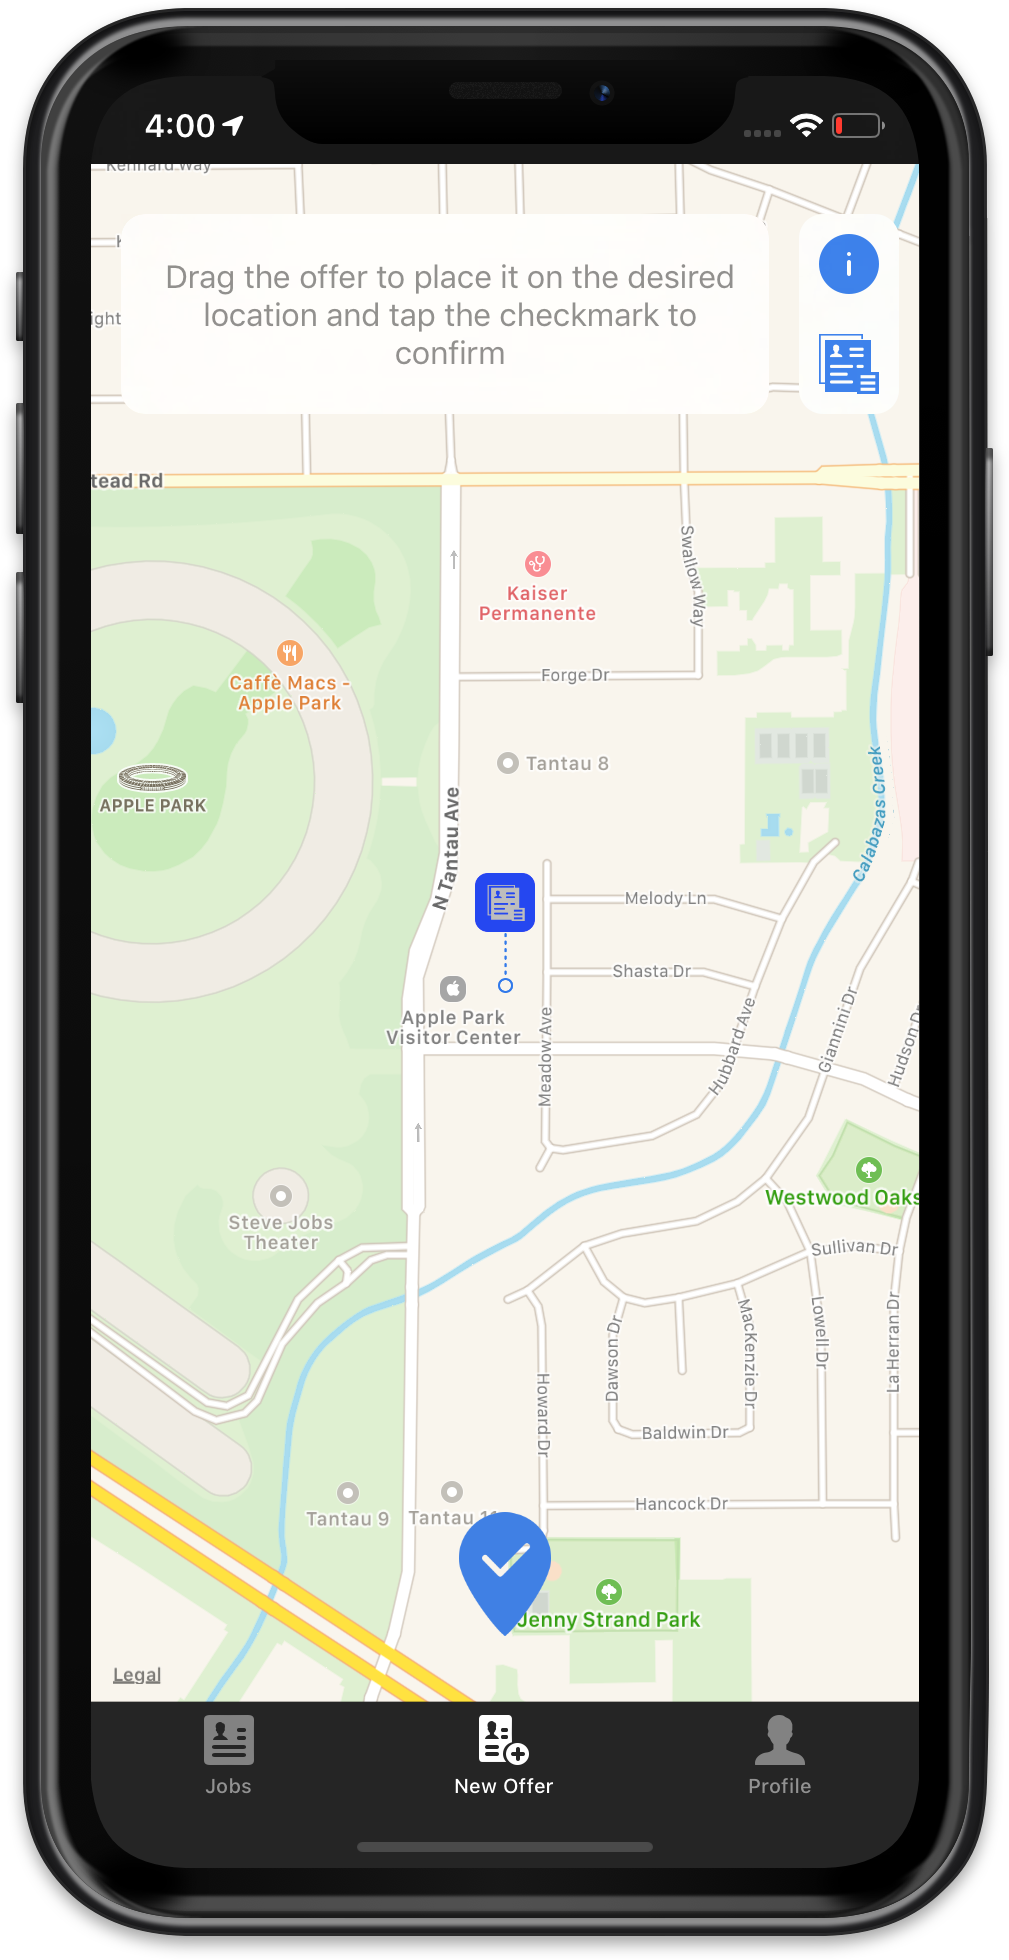 4:00
Kennard Way
Drag the offer to place it on the desired
location and tap the checkmark to
confirm
ight
tead Rd
Swallow Way
Kaiser
Permanente
Caffè Macs -
Apple Park
Forge Dr
Tantau 8
APPLE PARK
N Tantau Ave
Calabazas Creek
Melody Ln
Shasta Dr
Apple Park
Visitor Center
Meadow Ave
Hubbard Ave
Giannini Dr
Hudson Dr
Westwood Oaks
Steve Jobs
Theater
Sullivan Dr
Dawson Dr
MacKenzie Dr
Lowell Dr
La Herran Dr
Howard Dr
Baldwin Dr
Hancock Dr
Tantau 9
Tantau
Jenny Strand Park
Legal
Jobs
New Offer
Profile